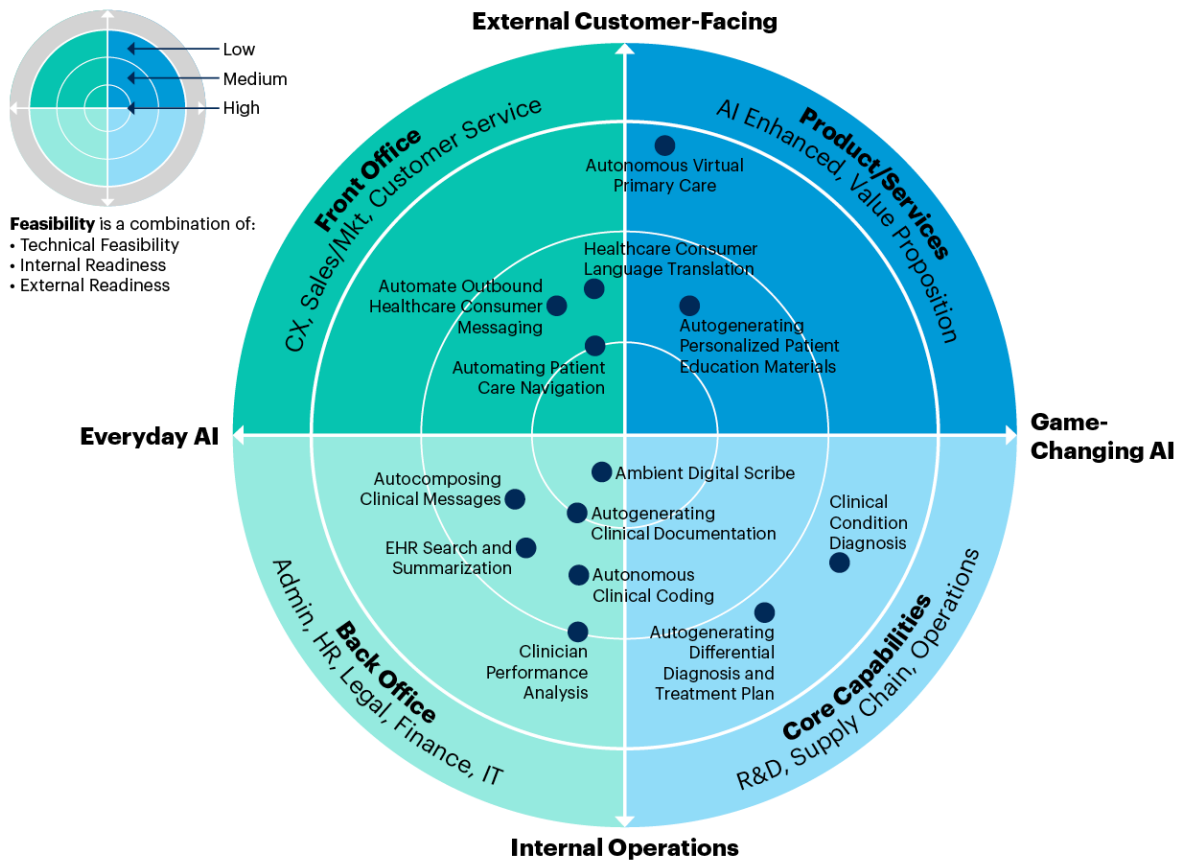 External Customer-Facing
Low
Medium
High
Feasibility is a combination of:
• Technical Feasibility
• Internal Readiness
• External Readiness
Front Office
CX, Sales/Mkt, Customer Service
Product/Services
AI Enhanced, Value Proposition
Autonomous Virtual
Primary Care
Healthcare Consumer
Language Translation
Automate Outbound
Healthcare Consumer
Messaging
Autogenerating
Personalized Patient
Education Materials
Automating Patient
Care Navigation
Everyday AI
Game-
Changing AI
Ambient Digital Scribe
Autocomposing
Clinical Messages
Autogenerating
Clinical Documentation
Clinical
Condition
Diagnosis
EHR Search and
Summarization
Autonomous
Clinical Coding
Autogenerating
Differential
Diagnosis and
Treatment Plan
Clinician
Performance
Analysis
Back Office
Admin, HR, Legal, Finance, IT
Core Capabilities
R&D, Supply Chain, Operations
Internal Operations